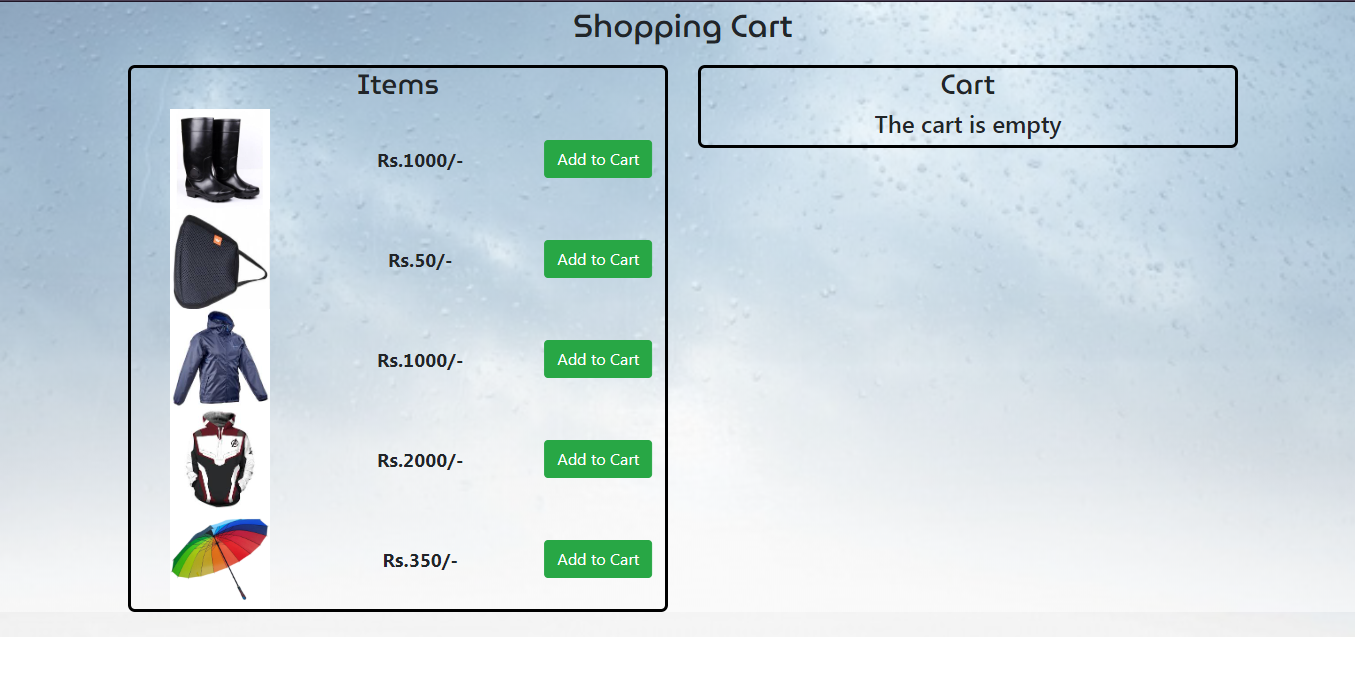 Shopping Cart
Items
Rs.1000/-
Add to Cart
Rs.50/-
Add to Cart
Rs.1000/-
Add to Cart
Rs.2000/-
Add to Cart
Rs.350/-
Add to Cart
Cart
The cart is empty